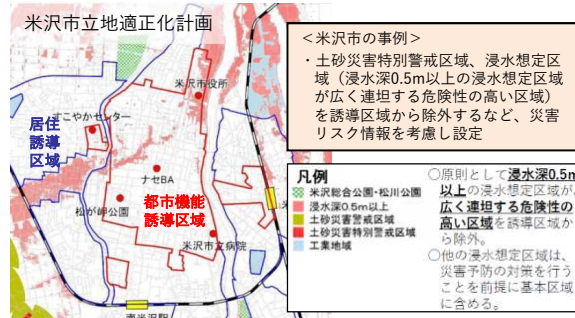 米沢市立地適正化計画
＜米沢市の事例＞
・土砂災害特別警戒区域、浸水想定区
域（浸水深0.5m以上の浸水想定区域
が広く連担する危険性の高い区域）
を誘導区域から除外するなど、災害
リスク情報を考慮し設定
米沢市役所
居住
誘導
区域
すこやかセンター
ナセBA
松が岬公園
都市機能
誘導区域
米沢市立病院
南米沢駅
凡例
米沢総合公園・松川公園
浸水深0.5m以上
土砂災害警戒区域
土砂災害特別警戒区域
工業地域
○原則として浸水深0.5m
以上の浸水想定区域が、
広く連担する危険性の
高い区域を誘導区域か
ら除外。
○他の浸水想定区域は、
災害予防の対策を行う
ことを前提に基本区域
に含める。